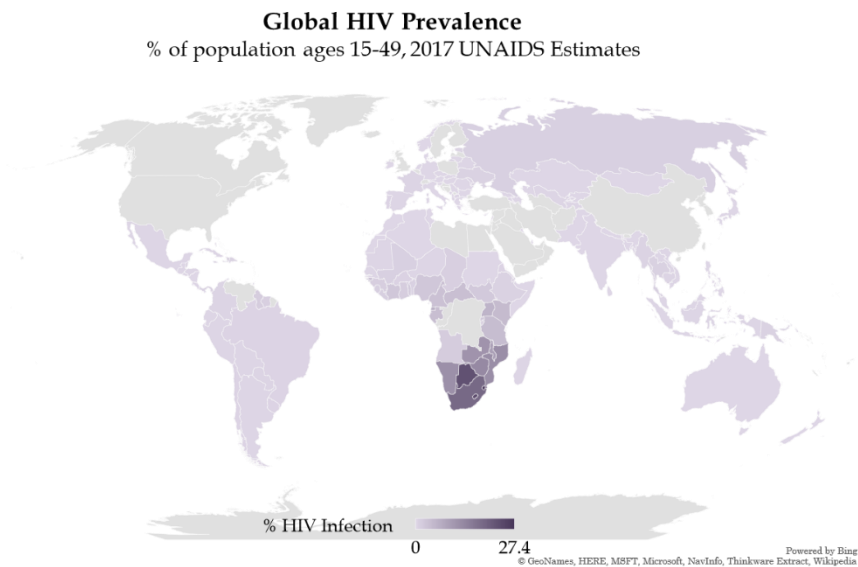 Global HIV Prevalence
% of population ages 15-49, 2017 UNAIDS Estimates
% HIV Infection
0 27.4
Powered by Bing
© GeoNames, HERE, MSFT, Microsoft, NavInfo, Thinkware Extract, Wikipedia